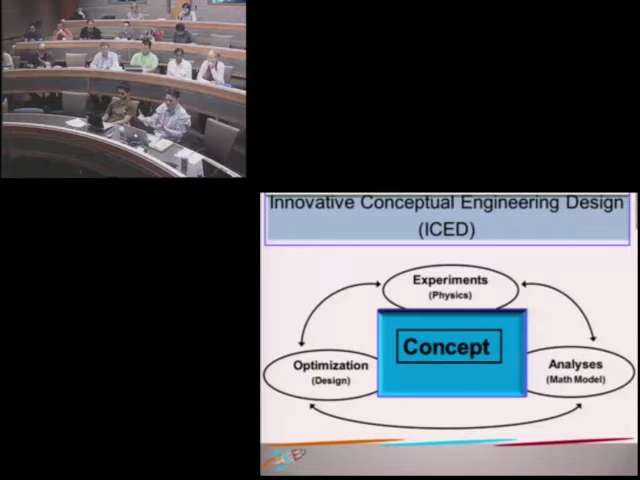 Innovative Conceptual Engineering Design
(ICED)
Experiments
(Physics)
Concept
Optimization
(Design)
Analyses
(Math Model)